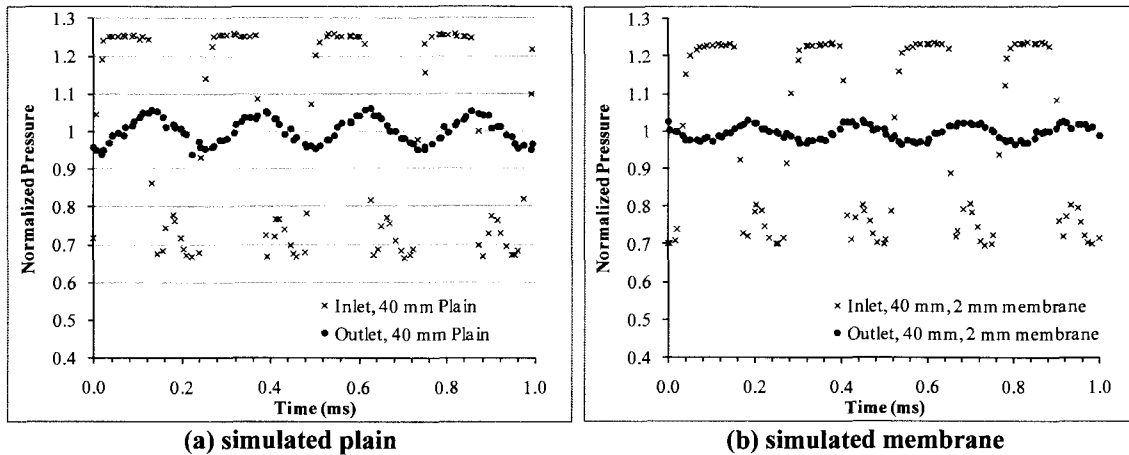 1.3
1.2
1.1
1
0.9
0.8
0.7
0.6
0.5
0.4
Normalized Pressure
× Inlet, 40 mm Plain
● Outlet, 40 mm Plain
0.0 0.2 0.4 0.6 0.8 1.0
Time (ms)
(a) simulated plain
1.3
1.2
1.1
1.0
0.9
0.8
0.7
0.6
0.5
0.4
Normalized Pressure
× Inlet, 40 mm, 2 mm membrane
● Outlet, 40 mm, 2 mm membrane
0.0 0.2 0.4 0.6 0.8 1.0
Time (ms)
(b) simulated membrane